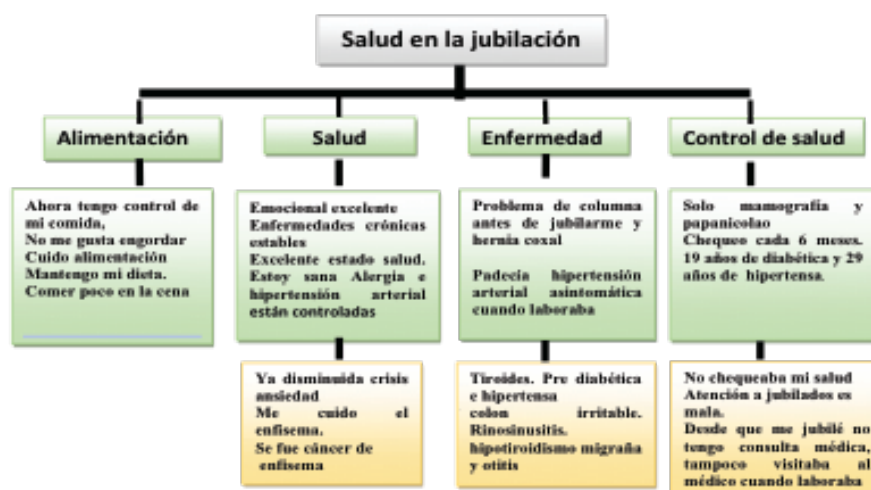 Salud en la jubilación
Alimentación
Ahora tengo control de
mi comida,
No me gusta engordar
Cuido alimentación
Mantengo mi dieta.
Comer poco en la cena
Salud
Emocional excelente
Enfermedades crónicas
estables
Excelente estado salud.
Estoy sana Alergia e
hipertensión arterial
están controladas
Ya disminuida crisis
ansiedad
Me cuido el
enfisema.
Se fue cáncer de
enfisema
Enfermedad
Problema de columna
antes de jubilarme y
hernia coxal
Padecía hipertensión
arterial asintomática
cuando laboraba
Tiroides. Pre diabética
e hipertensa
colon irritable.
Rinosinusitis.
hipotiroidismo migraña
y otitis
Control de salud
Solo mamografía y
papanicolao
Chequeo cada 6 meses.
19 años de diabética y 29
años de hipertensa.
No chequeaba mi salud
Atención a jubilados es
mala.
Desde que me jubilé no
tengo consulta médica,
tampoco visitaba al
médico cuando laboraba